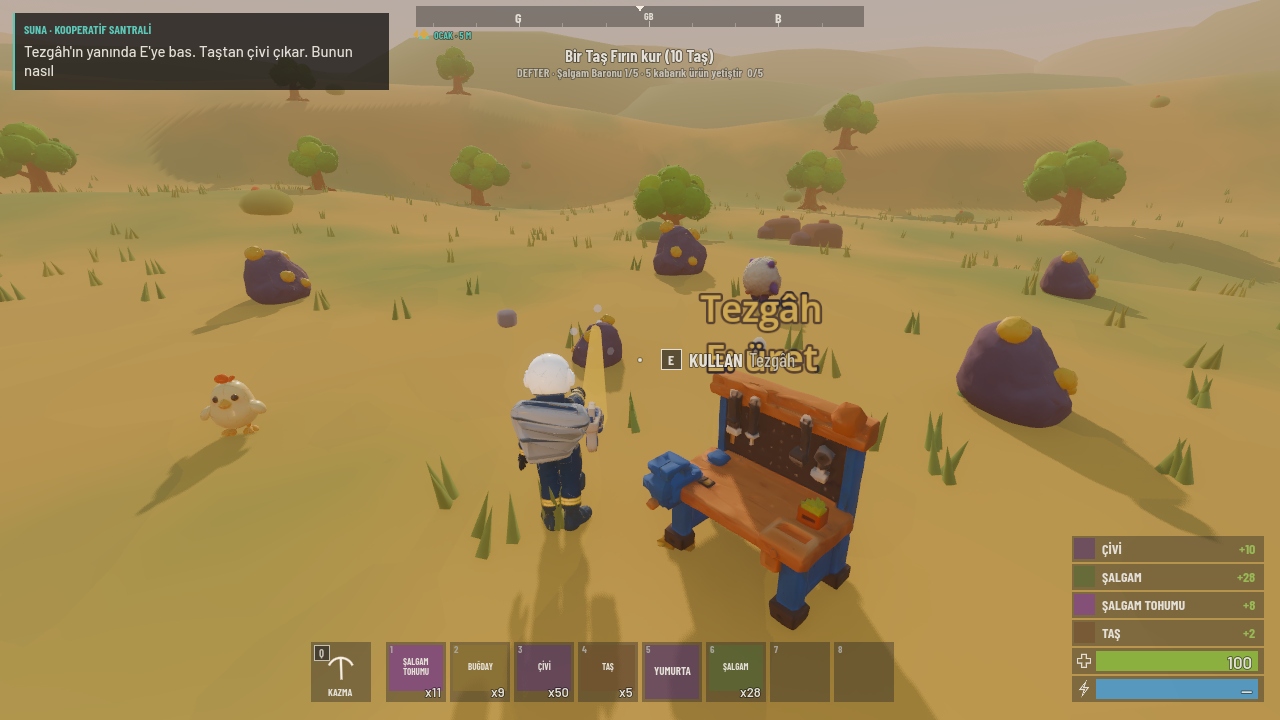 SUNA · KOOPERATİF SANTRALİ
Tezgâh'ın yanında E'ye bas. Taştan çivi çıkar. Bunun
nasıl
G
GB
B
OCAK · 5 M
Bir Taş Fırın kur (10 Taş)
DEFTER · Şalgam Baronu 1/5 · 5 kabarık ürün yetiştir 0/5
Tezgâh
E: üret
E KULLAN Tezgâh
ÇİVİ +10
ŞALGAM +28
ŞALGAM TOHUMU +8
TAŞ +2
100
—
0
KAZMA
1 ŞALGAM TOHUMU x11
2 BUĞDAY x9
3 ÇİVİ x50
4 TAŞ x5
5 YUMURTA
6 ŞALGAM x28
7
8